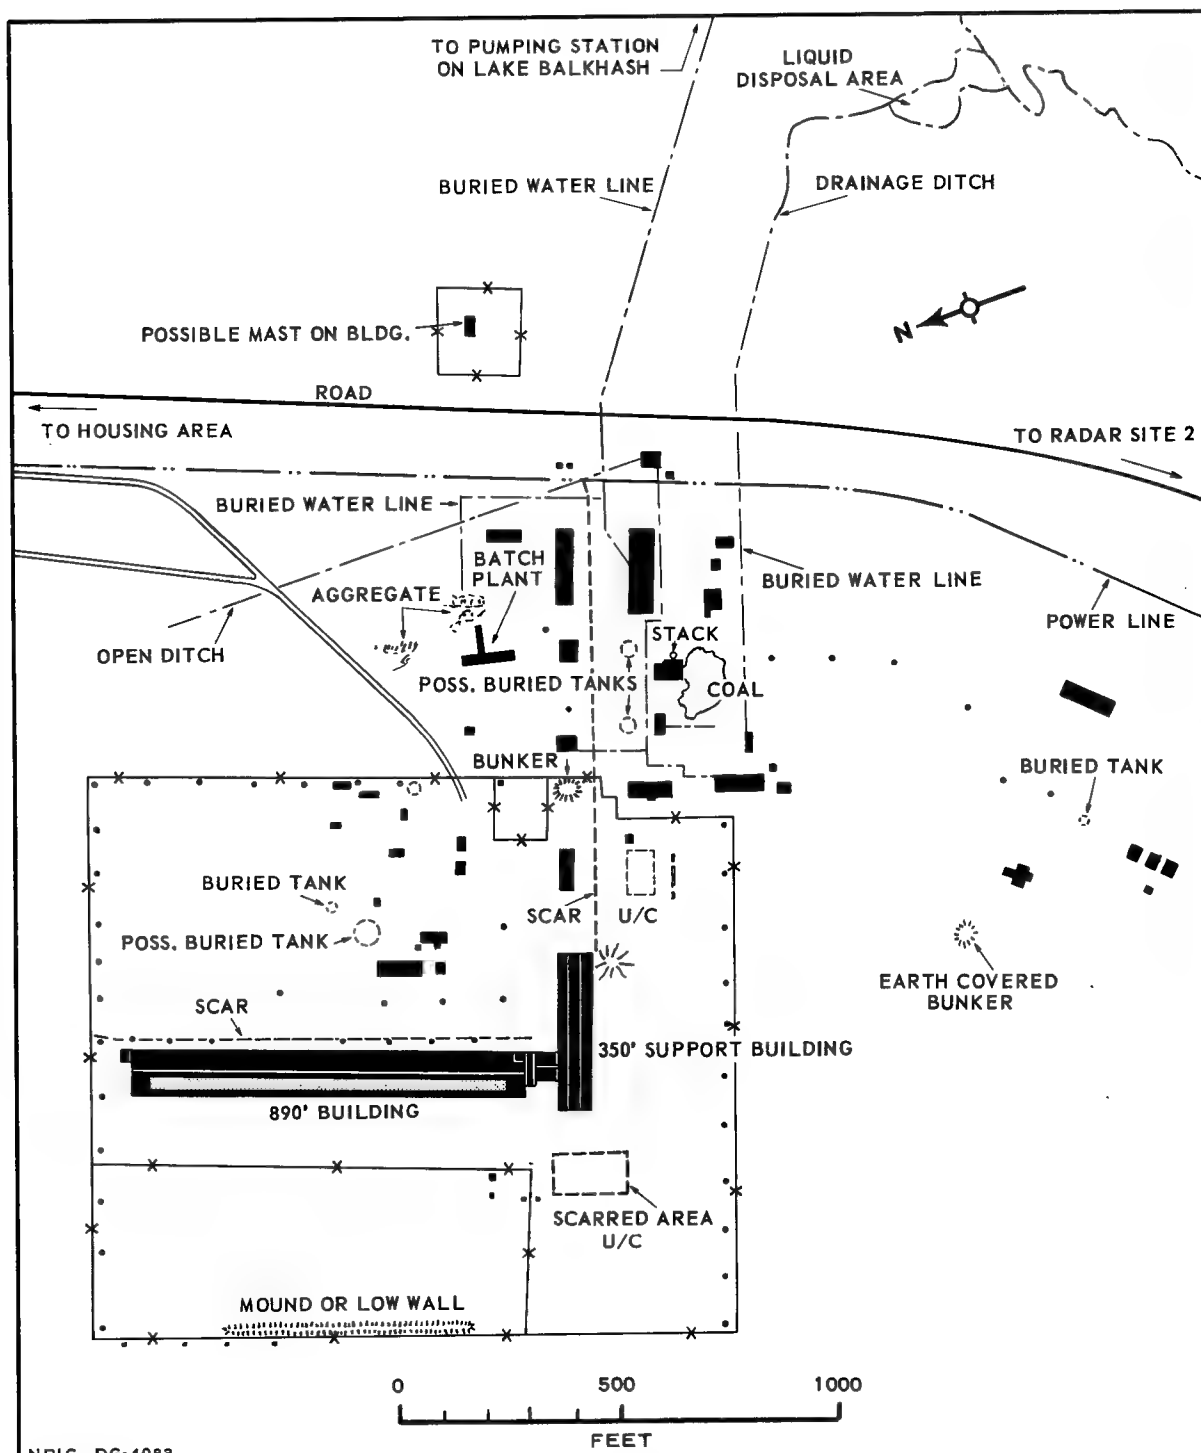 TO PUMPING STATION
ON LAKE BALKHASH
LIQUID
DISPOSAL AREA
BURIED WATER LINE
DRAINAGE DITCH
N
POSSIBLE MAST ON BLDG.
ROAD
TO HOUSING AREA
TO RADAR SITE 2
BURIED WATER LINE
BATCH
PLANT
BURIED WATER LINE
AGGREGATE
POWER LINE
STACK
OPEN DITCH
POSS. BURIED TANKS
COAL
BUNKER
BURIED TANK
BURIED TANK
SCAR
U/C
POSS. BURIED TANK
EARTH COVERED
BUNKER
SCAR
350' SUPPORT BUILDING
890' BUILDING
SCARRED AREA
U/C
MOUND OR LOW WALL
0 500 1000
FEET